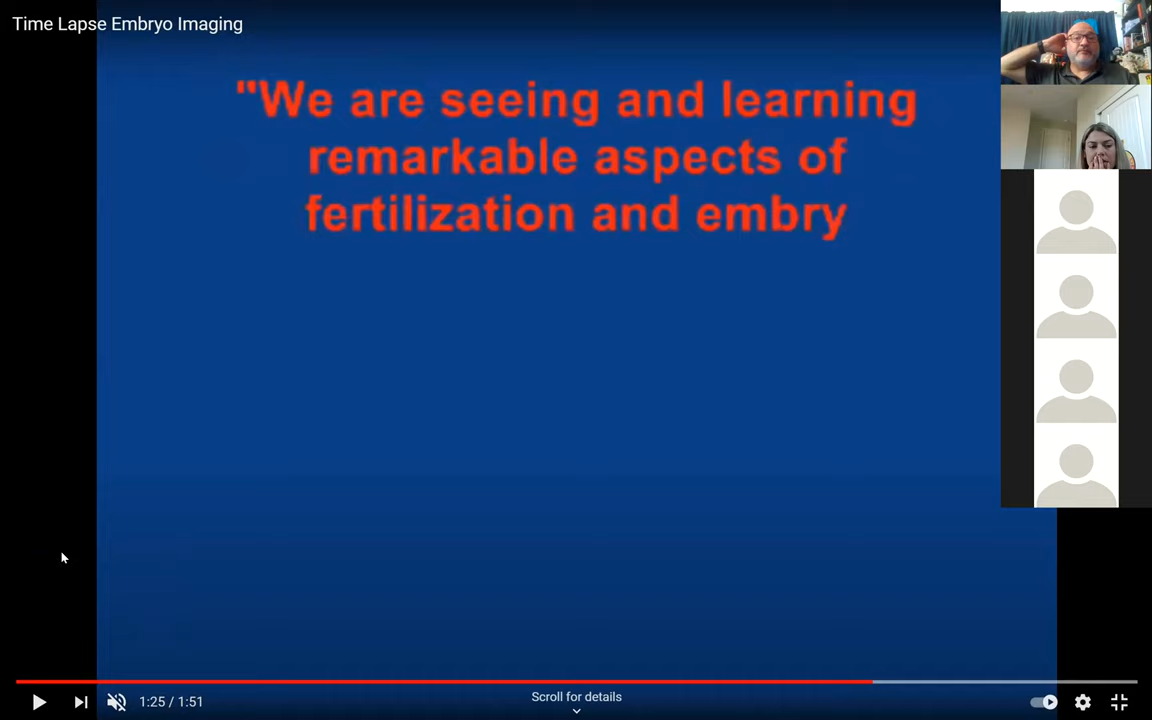 Time Lapse Embryo Imaging
"We are seeing and learning
remarkable aspects of
fertilization and embry
1:25 / 1:51
Scroll for details